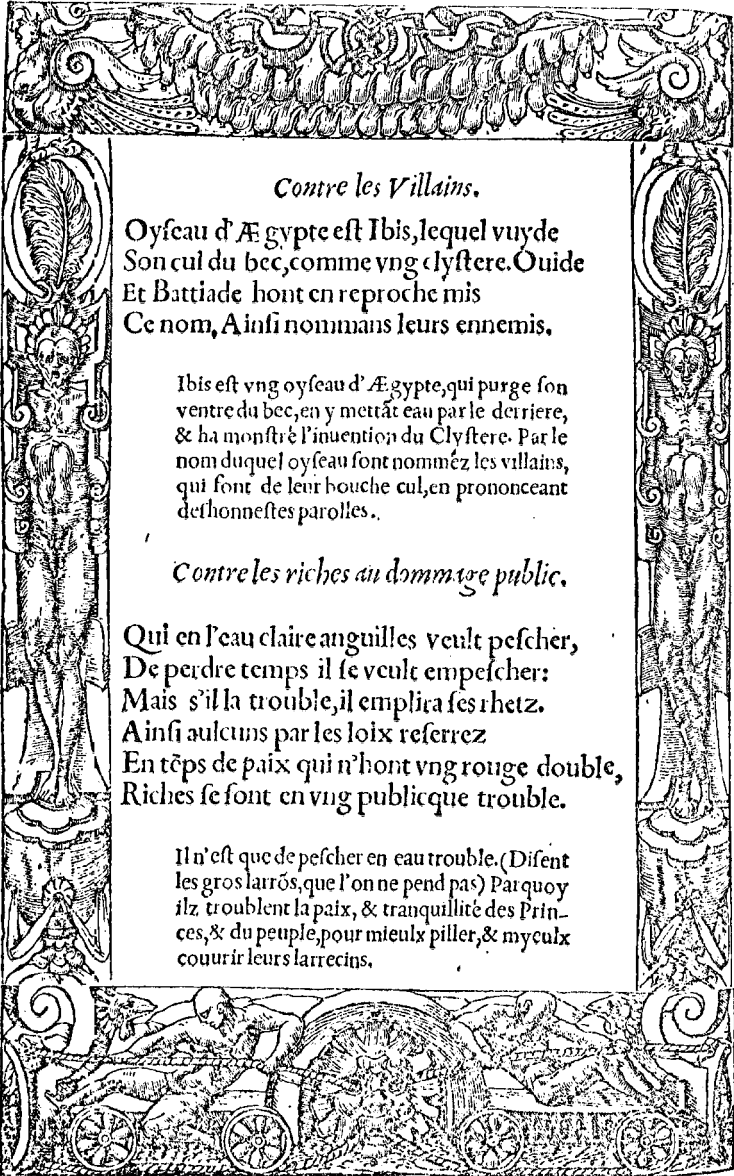 Contre les Villains.
Oyſeau d'Ægypte eſt Ibis, lequel vuyde
Son cul du bec, comme vng clyſtere. Ouide
Et Battiade hont en reproche mis
Ce nom, Ainſi nommans leurs ennemis.
Ibis eſt vng oyſeau d'Ægypte, qui purge ſon
ventre du bec, en y mettãt eau par le derriere,
& ha monſtré l'inuention du Clyſtere. Par le
nom duquel oyſeau ſont nomméz les villains,
qui font de leur bouche cul, en prononceant
deshonneſtes parolles.
Contre les riches au dommage public.
Qui en l'eau claire anguilles veult peſcher,
De perdre temps il ſe veult empeſcher:
Mais s'il la trouble, il emplira ſes rhetz.
Ainſi aulcuns par les loix reſerrez
En tẽps de paix qui n'hont vng rouge double,
Riches ſe font en vng publicque trouble.
Il n'eſt que de peſcher en eau trouble. (Diſent
les gros larrõs, que l'on ne pend pas) Parquoy
ilz troublent la paix, & tranquillité des Prin-
ces, & du peuple, pour mieulx piller, & myeulx
couurir leurs larrecins.